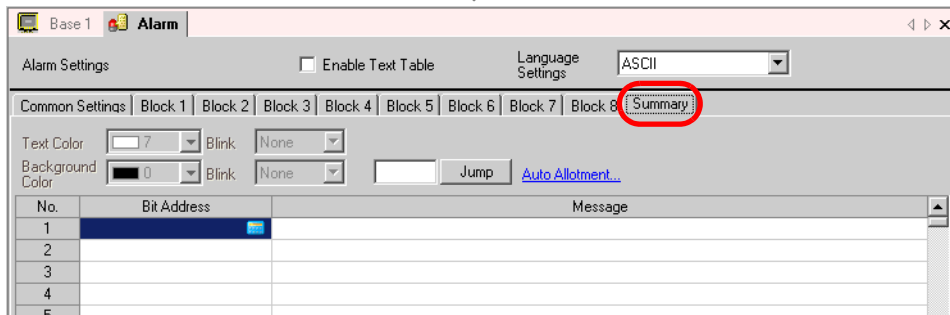 Base 1 Alarm
Alarm Settings Enable Text Table Language Settings ASCII
Common Settings Block 1 Block 2 Block 3 Block 4 Block 5 Block 6 Block 7 Block 8 Summary
Text Color 7 Blink None
Background Color 0 Blink None Jump Auto Allotment...
No. Bit Address Message
1
2
3
4
5